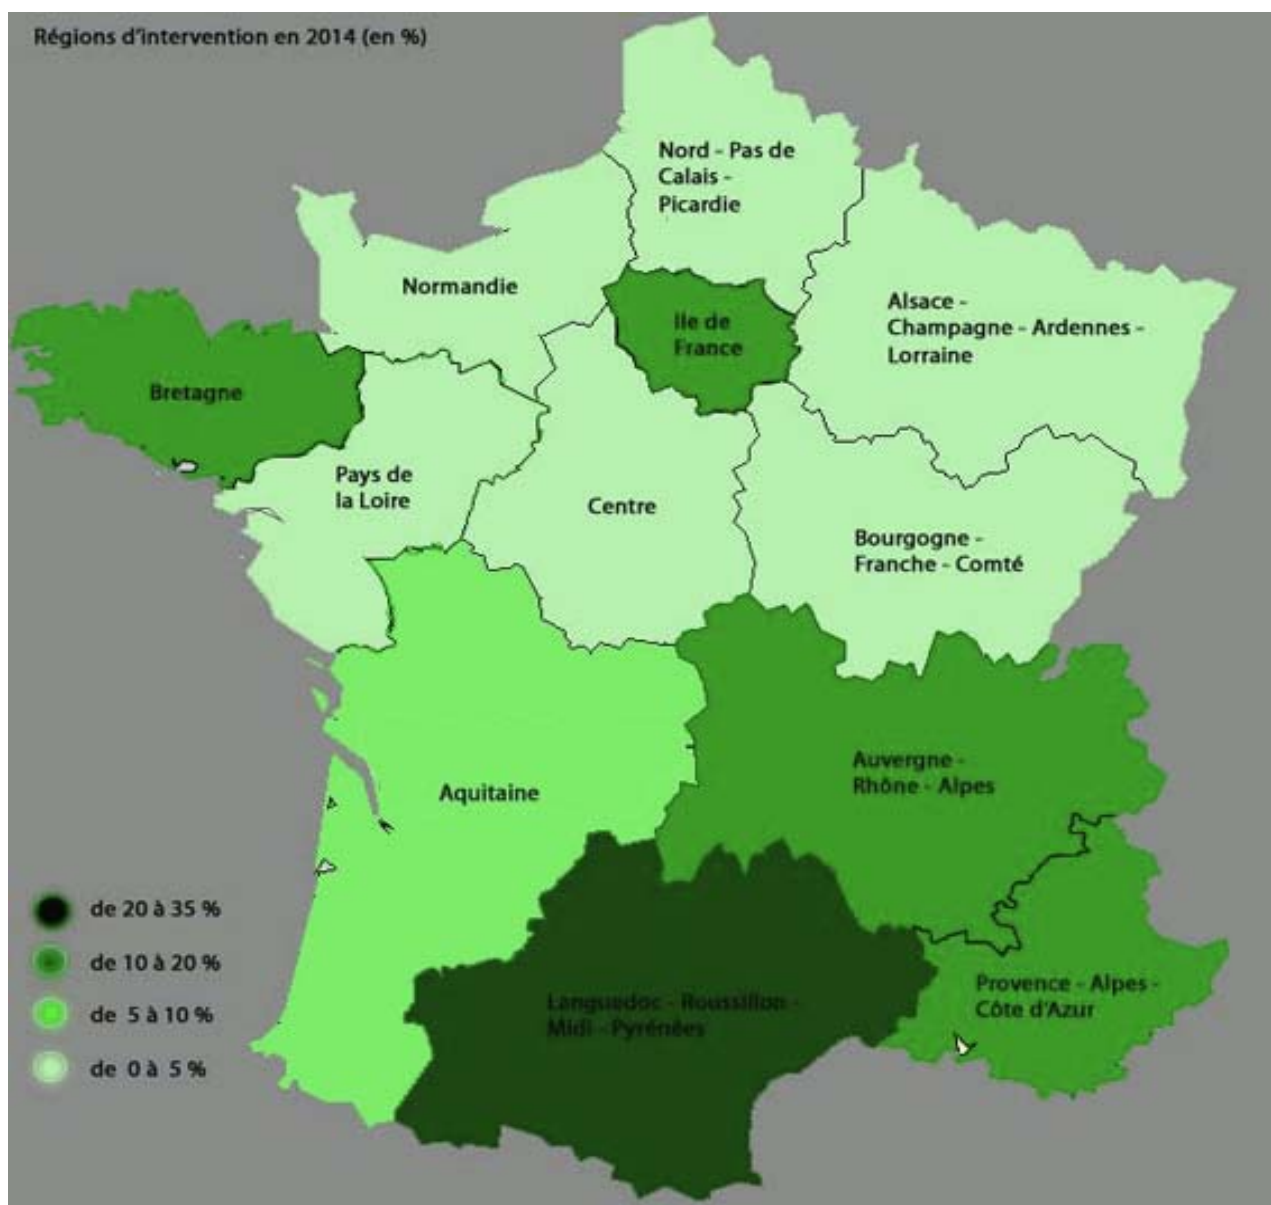 Régions d'intervention en 2014 (en %)
Nord - Pas de
Calais -
Picardie
Normandie
Ile de
France
Alsace -
Champagne - Ardennes -
Lorraine
Bretagne
Pays de
la Loire
Centre
Bourgogne -
Franche - Comté
Auvergne -
Rhône - Alpes
Aquitaine
Languedoc - Roussillon -
Midi - Pyrénées
Provence - Alpes -
Côte d'Azur
de 20 à 35 %
de 10 à 20 %
de 5 à 10 %
de 0 à 5 %